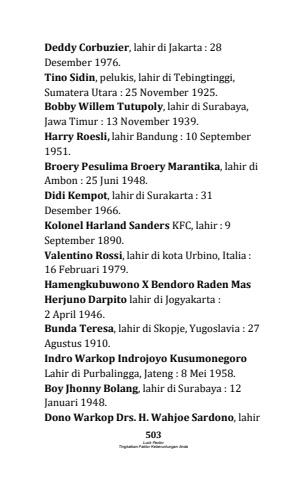 Deddy Corbuzier, lahir di Jakarta : 28
Desember 1976.
Tino Sidin, pelukis, lahir di Tebingtinggi,
Sumatera Utara : 25 November 1925.
Bobby Willem Tutupoly, lahir di Surabaya,
Jawa Timur : 13 November 1939.
Harry Roesli, lahir Bandung : 10 September
1951.
Broery Pesulima Broery Marantika, lahir di
Ambon : 25 Juni 1948.
Didi Kempot, lahir di Surakarta : 31
Desember 1966.
Kolonel Harland Sanders KFC, lahir : 9
September 1890.
Valentino Rossi, lahir di kota Urbino, Italia :
16 Februari 1979.
Hamengkubuwono X Bendoro Raden Mas
Herjuno Darpito lahir di Jogyakarta :
2 April 1946.
Bunda Teresa, lahir di Skopje, Yugoslavia : 27
Agustus 1910.
Indro Warkop Indrojoyo Kusumonegoro
Lahir di Purbalingga, Jateng : 8 Mei 1958.
Boy Jhonny Bolang, lahir di Surabaya : 12
Januari 1948.
Dono Warkop Drs. H. Wahjoe Sardono, lahir
503
Luck Factor
Tingkatkan Faktor Keberuntungan Anda